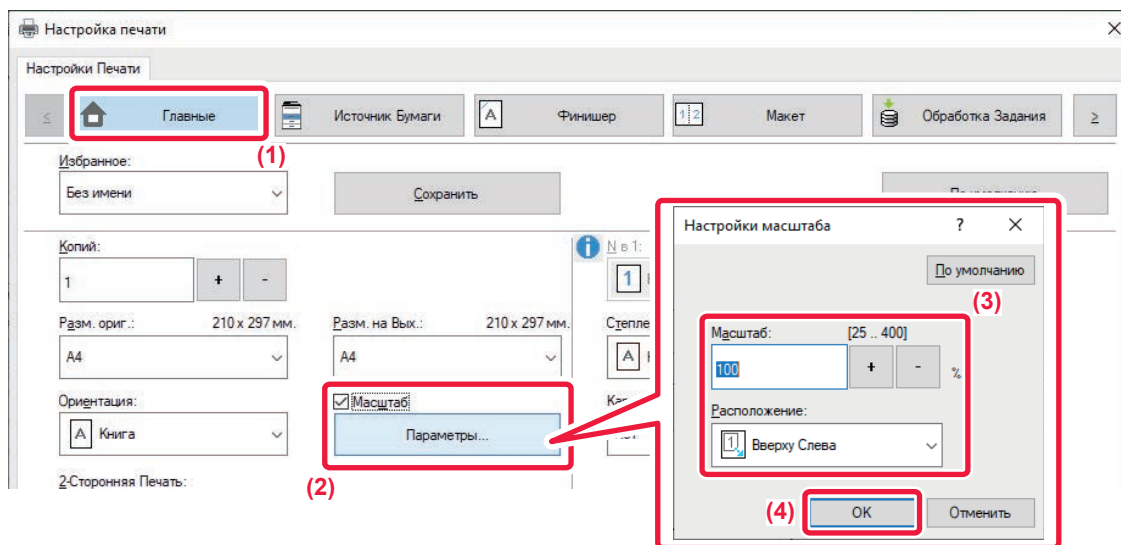 Настройка печати
Настройки Печати
Главные
Источник Бумаги
Финишер
Макет
Обработка Задания
(1)
Избранное:
Без имени
Сохранить
Копий:
1
+ -
N в 1:
1
Разм. ориг.: 210 x 297 мм.
A4
Разм. на Вых.: 210 x 297 мм.
A4
Ориентация:
Книга
Масштаб
Параметры...
(2)
2-Сторонняя Печать:
Настройки масштаба ?
По умолчанию
(3)
Масштаб: [25 .. 400]
100 + - %
Расположение:
Вверху Слева
(4)
OK
Отменить